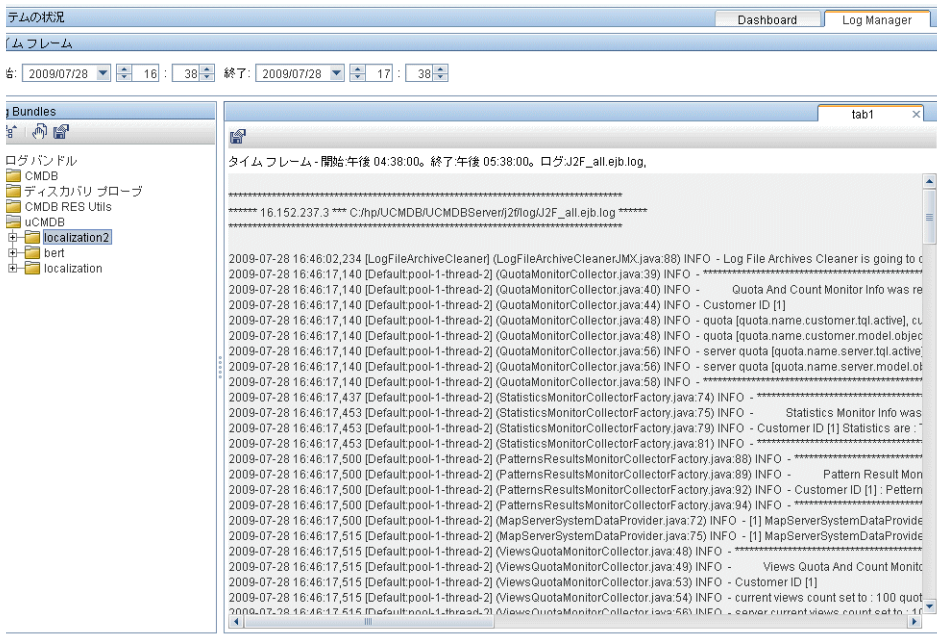 テムの状況
Dashboard
Log Manager
イム フレーム
始: 2009/07/28 16 : 38 終了: 2009/07/28 17 : 38
Bundles
tab1
タイム フレーム - 開始:午後 04:38:00。終了:午後 05:38:00。ログ:J2F_all.ejb.log,
ログ バンドル
CMDB
ディスカバリ プローブ
CMDB RES Utils
uCMDB
localization2
bert
localization
****** 16.152.237.3 *** C:/hp/UCMDB/UCMDBServer/j2f/log/J2F_all.ejb.log ******
2009-07-28 16:46:02,234 [LogFileArchiveCleaner] (LogFileArchiveCleanerJMX.java:88) INFO - Log File Archives Cleaner is going to
2009-07-28 16:46:17,140 [Default:pool-1-thread-2] (QuotaMonitorCollector.java:39) INFO - ****************************************
2009-07-28 16:46:17,140 [Default:pool-1-thread-2] (QuotaMonitorCollector.java:40) INFO - Quota And Count Monitor Info was re
2009-07-28 16:46:17,140 [Default:pool-1-thread-2] (QuotaMonitorCollector.java:44) INFO - Customer ID [1]
2009-07-28 16:46:17,140 [Default:pool-1-thread-2] (QuotaMonitorCollector.java:48) INFO - quota [quota.name.customer.tql.active], cu
2009-07-28 16:46:17,140 [Default:pool-1-thread-2] (QuotaMonitorCollector.java:48) INFO - quota [quota.name.customer.model.objec
2009-07-28 16:46:17,140 [Default:pool-1-thread-2] (QuotaMonitorCollector.java:56) INFO - server quota [quota.name.server.tql.active]
2009-07-28 16:46:17,140 [Default:pool-1-thread-2] (QuotaMonitorCollector.java:56) INFO - server quota [quota.name.server.model.ob
2009-07-28 16:46:17,140 [Default:pool-1-thread-2] (QuotaMonitorCollector.java:58) INFO - ****************************************
2009-07-28 16:46:17,437 [Default:pool-1-thread-2] (StatisticsMonitorCollectorFactory.java:74) INFO - ******************************
2009-07-28 16:46:17,453 [Default:pool-1-thread-2] (StatisticsMonitorCollectorFactory.java:75) INFO - Statistics Monitor Info was
2009-07-28 16:46:17,453 [Default:pool-1-thread-2] (StatisticsMonitorCollectorFactory.java:79) INFO - Customer ID [1] Statistics are :
2009-07-28 16:46:17,453 [Default:pool-1-thread-2] (StatisticsMonitorCollectorFactory.java:81) INFO - ******************************
2009-07-28 16:46:17,500 [Default:pool-1-thread-2] (PatternsResultsMonitorCollectorFactory.java:88) INFO - ************************
2009-07-28 16:46:17,500 [Default:pool-1-thread-2] (PatternsResultsMonitorCollectorFactory.java:89) INFO - Pattern Result Mon
2009-07-28 16:46:17,500 [Default:pool-1-thread-2] (PatternsResultsMonitorCollectorFactory.java:92) INFO - Customer ID [1] : Pettern
2009-07-28 16:46:17,500 [Default:pool-1-thread-2] (PatternsResultsMonitorCollectorFactory.java:94) INFO - ************************
2009-07-28 16:46:17,500 [Default:pool-1-thread-2] (MapServerSystemDataProvider.java:72) INFO - [1] MapServerSystemDataProvide
2009-07-28 16:46:17,515 [Default:pool-1-thread-2] (MapServerSystemDataProvider.java:75) INFO - [1] MapServerSystemDataProvide
2009-07-28 16:46:17,515 [Default:pool-1-thread-2] (ViewsQuotaMonitorCollector.java:48) INFO - **********************************
2009-07-28 16:46:17,515 [Default:pool-1-thread-2] (ViewsQuotaMonitorCollector.java:49) INFO - Views Quota And Count Monito
2009-07-28 16:46:17,515 [Default:pool-1-thread-2] (ViewsQuotaMonitorCollector.java:53) INFO - Customer ID [1]
2009-07-28 16:46:17,515 [Default:pool-1-thread-2] (ViewsQuotaMonitorCollector.java:54) INFO - current views count set to : 100 quot
2009-07-28 16:46:17,515 [Default:pool-1-thread-2] (ViewsQuotaMonitorCollector.java:56) INFO - server current views count set to : 10